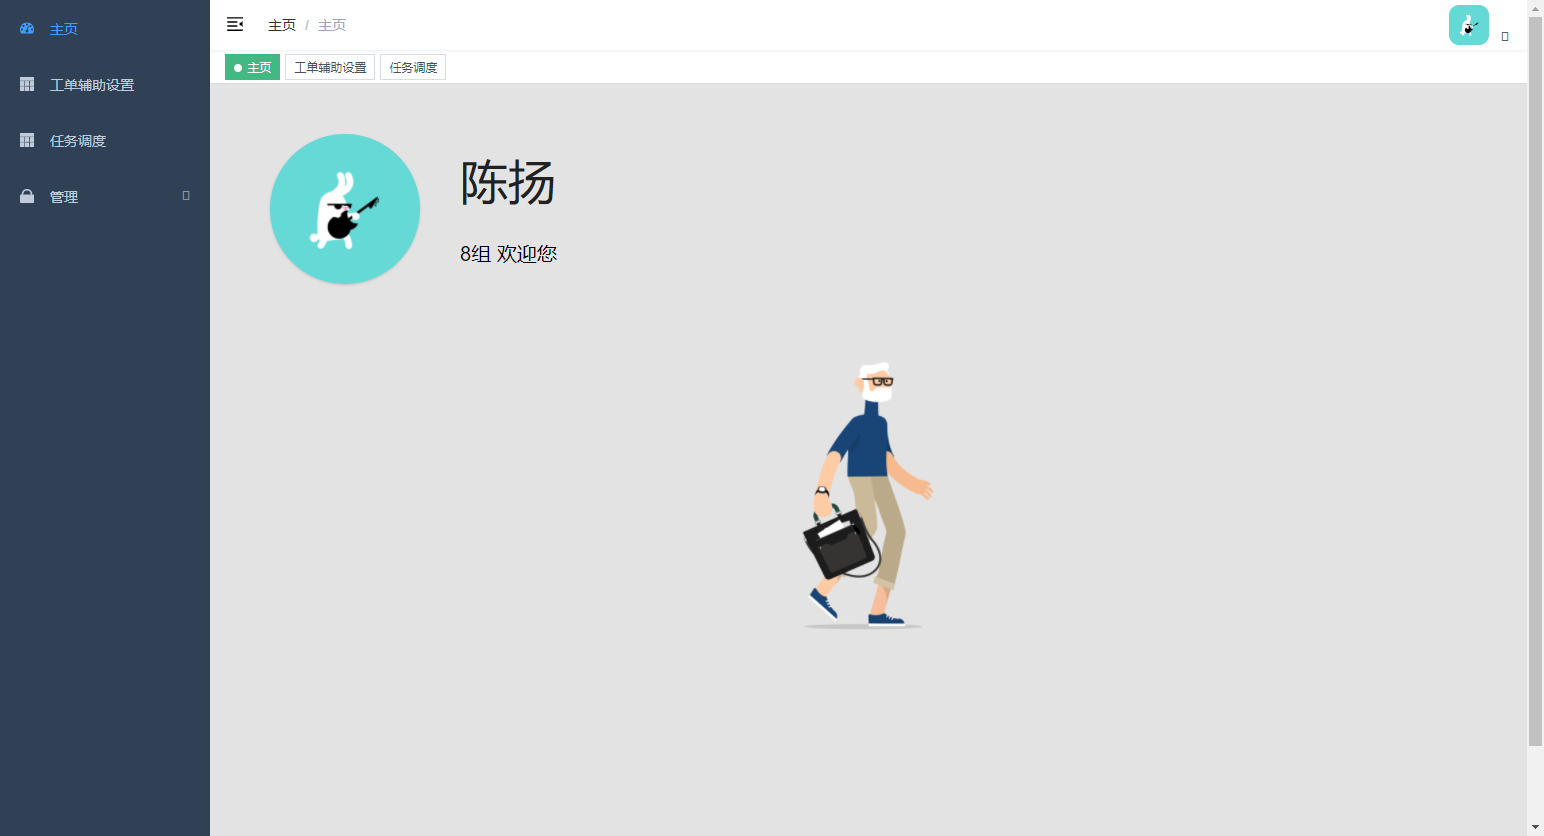 主页
工单辅助设置
任务调度
管理
主页 / 主页
主页 工单辅助设置 任务调度
陈扬
8组 欢迎您